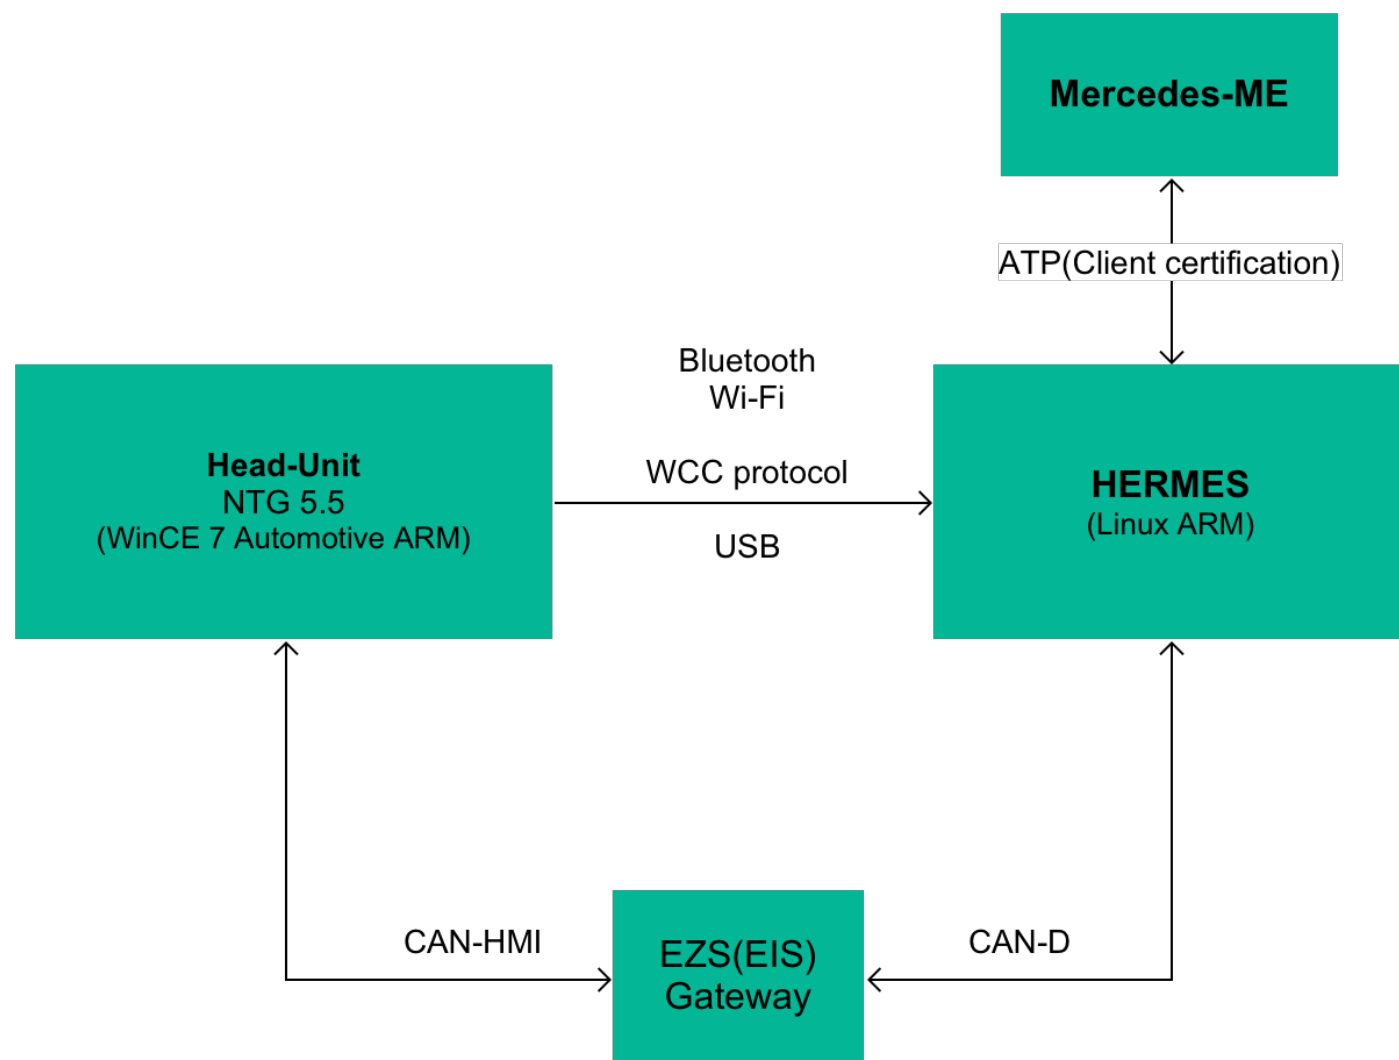 Mercedes-ME
ATP(Client certification)
Bluetooth
Wi-Fi
WCC protocol
USB
Head-Unit
NTG 5.5
(WinCE 7 Automotive ARM)
HERMES
(Linux ARM)
CAN-HMI
EZS(EIS)
Gateway
CAN-D